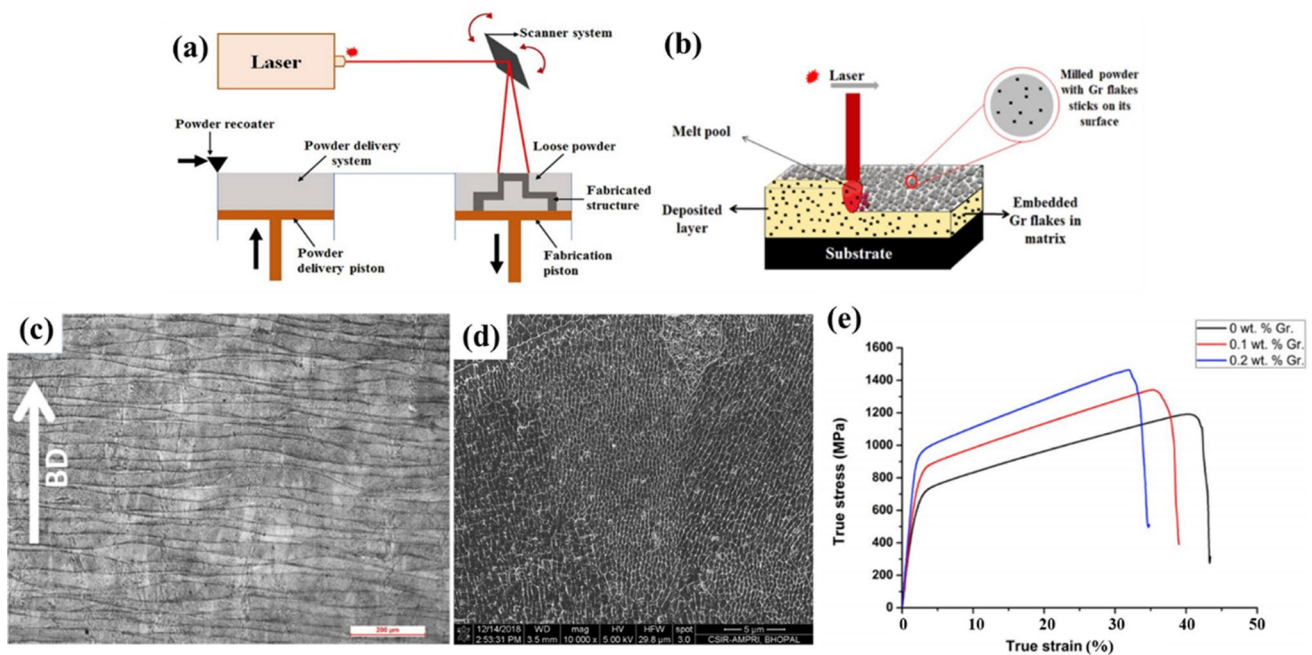 (a)
Laser
Scanner system
Powder recoater
Powder delivery
system
Loose powder
Fabricated
structure
Powder
delivery piston
Fabrication
piston
(b)
Laser
Melt pool
Milled powder
with Gr flakes
sticks on its
surface
Deposited
layer
Embedded
Gr flakes in
matrix
Substrate
(c)
BD
200 µm
(d)
12/14/2018 WD mag HV HFW spot
2:53:31 PM 3.5 mm 10 000 x 5.00 kV 29.8 µm 3.0
5 µm
CSIR-AMPRI, BHOPAL
(e)
0 wt. % Gr.
0.1 wt. % Gr.
0.2 wt. % Gr.
True stress (MPa)
1600
1400
1200
1000
800
600
400
200
0
0 10 20 30 40 50
True strain (%)